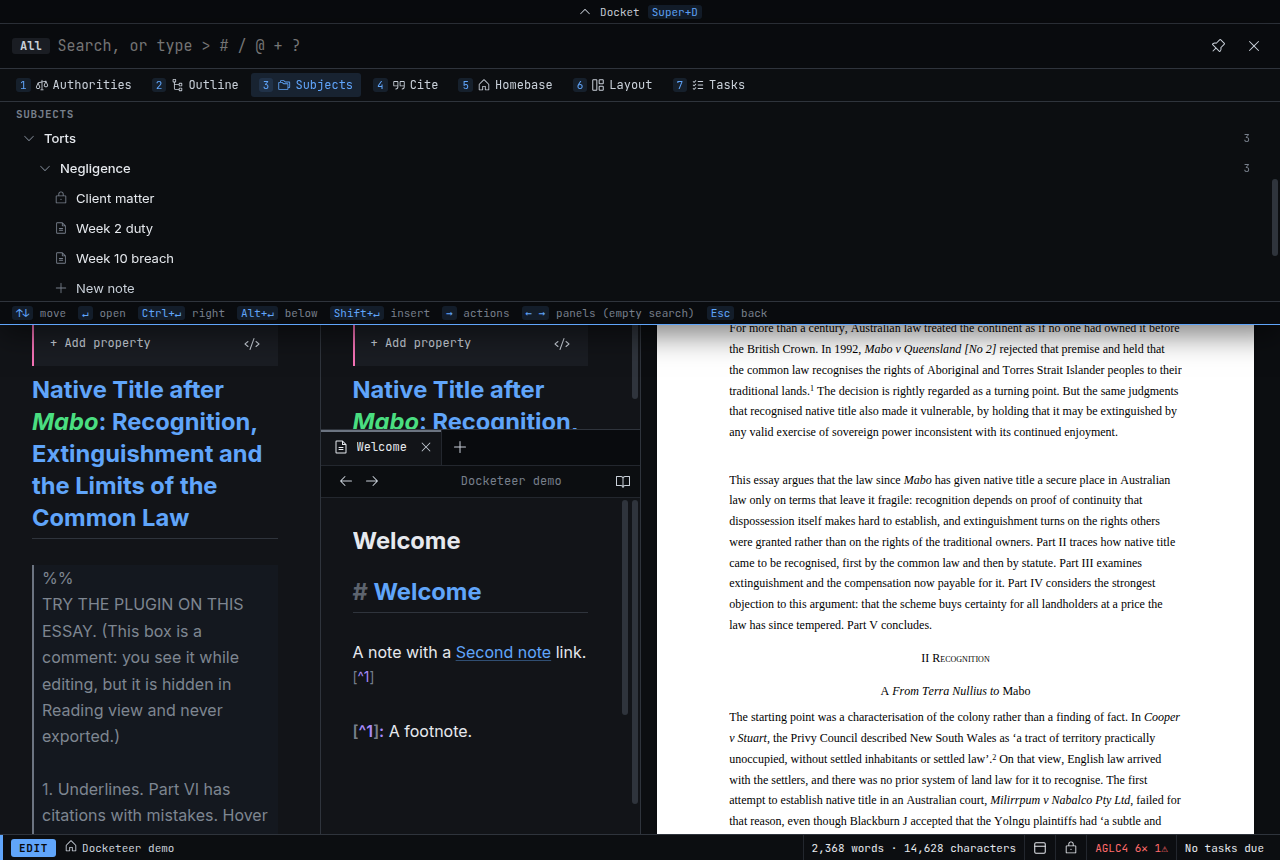 Docket Super+D
All Search, or type > # / @ + ?
1 Authorities 2 Outline 3 Subjects 4 Cite 5 Homebase 6 Layout 7 Tasks
SUBJECTS
Torts 3
Negligence 3
Client matter
Week 2 duty
Week 10 breach
New note
↑↓ move ↵ open Ctrl+↵ right Alt+↵ below Shift+↵ insert → actions ← → panels (empty search) Esc back
+ Add property </>
Native Title after
Mabo: Recognition,
Extinguishment and
the Limits of the
Common Law
%%
TRY THE PLUGIN ON THIS
ESSAY. (This box is a
comment: you see it while
editing, but it is hidden in
Reading view and never
exported.)
1. Underlines. Part VI has
citations with mistakes. Hover
+ Add property </>
Native Title after
Mabo: Recognition,
Welcome
Docketeer demo
Welcome
# Welcome
A note with a Second note link.
[^1]
[^1]: A footnote.
For more than a century, Australian law treated the continent as if no one had owned it before
the British Crown. In 1992, Mabo v Queensland [No 2] rejected that premise and held that
the common law recognises the rights of Aboriginal and Torres Strait Islander peoples to their
traditional lands.¹ The decision is rightly regarded as a turning point. But the same judgments
that recognised native title also made it vulnerable, by holding that it may be extinguished by
any valid exercise of sovereign power inconsistent with its continued enjoyment.
This essay argues that the law since Mabo has given native title a secure place in Australian
law only on terms that leave it fragile: recognition depends on proof of continuity that
dispossession itself makes hard to establish, and extinguishment turns on the rights others
were granted rather than on the rights of the traditional owners. Part II traces how native title
came to be recognised, first by the common law and then by statute. Part III examines
extinguishment and the compensation now payable for it. Part IV considers the strongest
objection to this argument: that the scheme buys certainty for all landholders at a price the
law has since tempered. Part V concludes.
II Recognition
A From Terra Nullius to Mabo
The starting point was a characterisation of the colony rather than a finding of fact. In Cooper
v Stuart, the Privy Council described New South Wales as ‘a tract of territory practically
unoccupied, without settled inhabitants or settled law’.² On that view, English law arrived
with the settlers, and there was no prior system of land law for it to recognise. The first
attempt to establish native title in an Australian court, Milirrpum v Nabalco Pty Ltd, failed for
that reason, even though Blackburn J accepted that the Yolngu plaintiffs had ‘a subtle and
EDIT Docketeer demo 2,368 words · 14,628 characters AGLC4 6× 1⚠ No tasks due